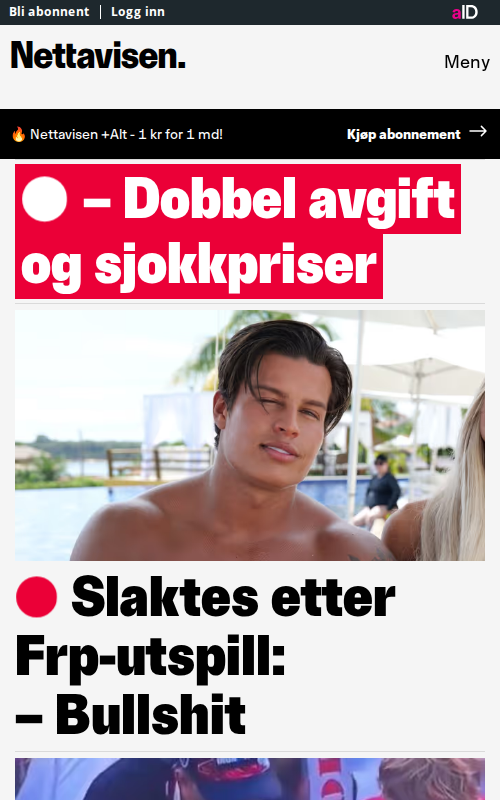 Bli abonnent | Logg inn
aID
Nettavisen.
Meny
🔥 Nettavisen +Alt - 1 kr for 1 md!
Kjøp abonnement →
– Dobbel avgift
og sjokkpriser
Slaktes etter
Frp-utspill:
– Bullshit